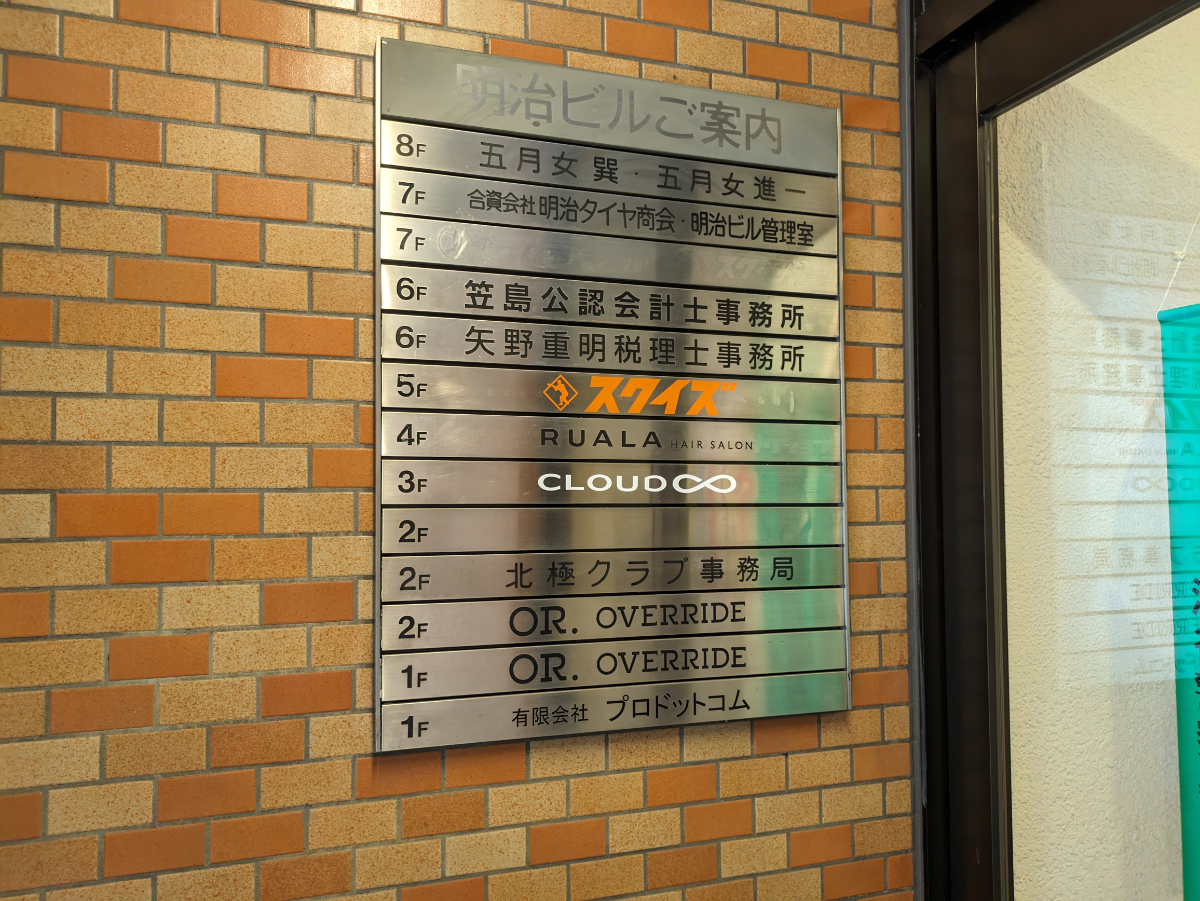 明治ビルご案内
8F 五月女 巽・五月女進一
7F 合資会社 明治タイヤ商会・明治ビル管理室
7F
6F 笠島公認会計士事務所
6F 矢野重明税理士事務所
5F スクイズ
4F RUALA HAIR SALON
3F CLOUD
2F
2F 北極クラブ事務局
2F OR. OVERRIDE
1F OR. OVERRIDE
1F 有限会社 プロドットコム